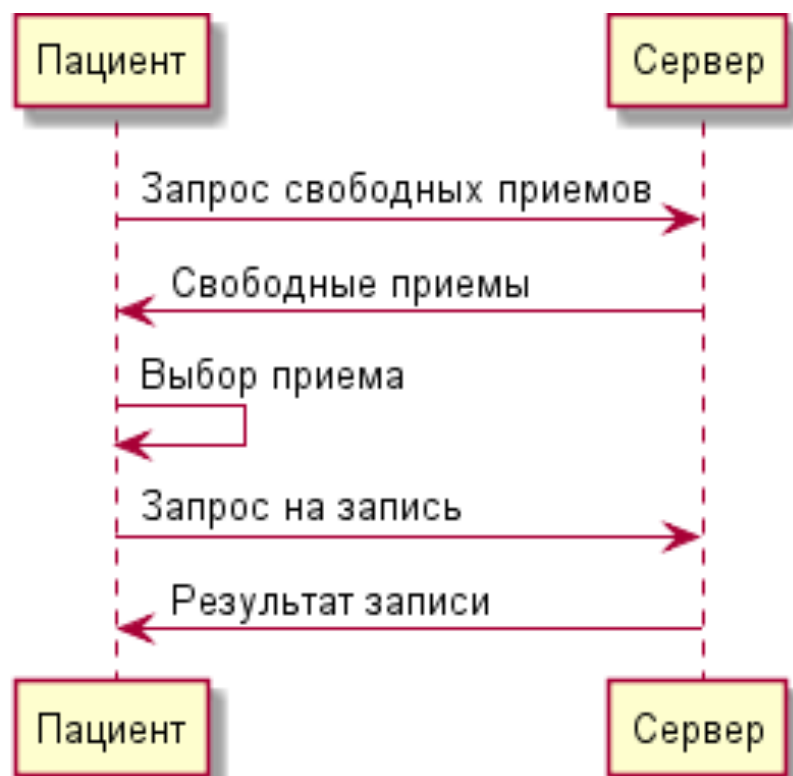 Пациент
Сервер
Запрос свободных приемов
Свободные приемы
Выбор приема
Запрос на запись
Результат записи
Пациент
Сервер